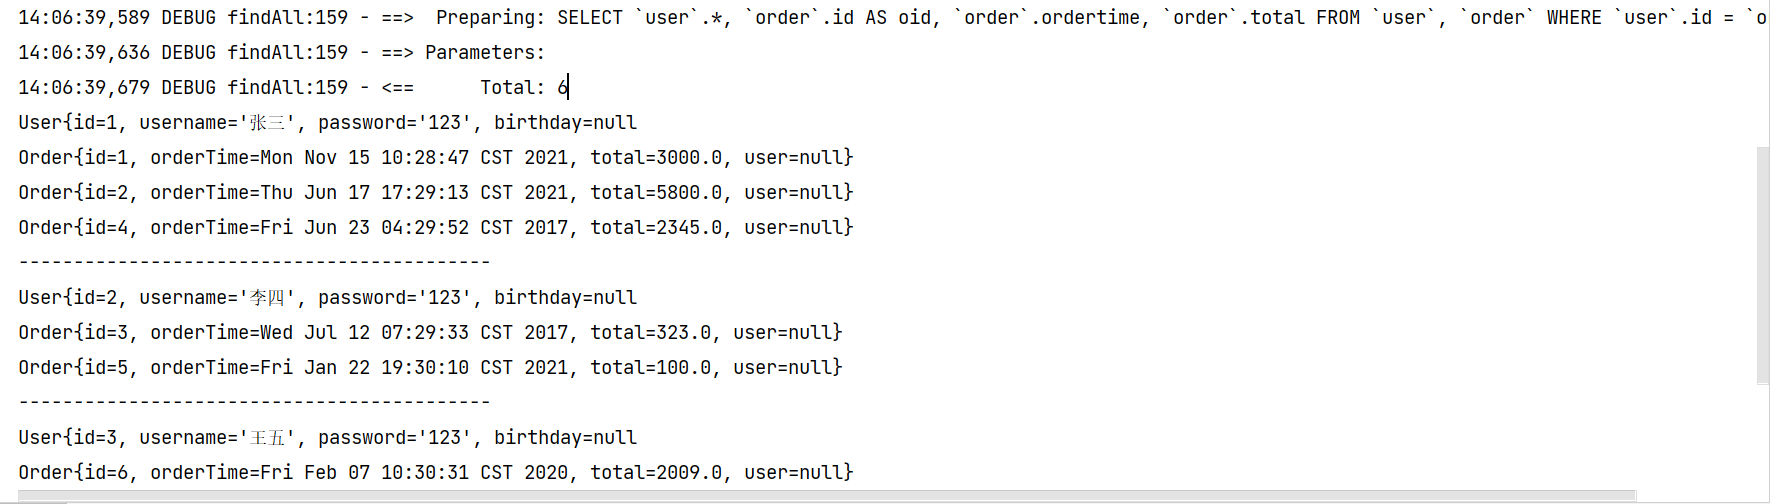 14:06:39,589 DEBUG findAll:159 - ==>  Preparing: SELECT `user`.*, `order`.id AS oid, `order`.ordertime, `order`.total FROM `user`, `order` WHERE `user`.id = `o
14:06:39,636 DEBUG findAll:159 - ==> Parameters:
14:06:39,679 DEBUG findAll:159 - <==      Total: 6
User{id=1, username='张三', password='123', birthday=null
Order{id=1, orderTime=Mon Nov 15 10:28:47 CST 2021, total=3000.0, user=null}
Order{id=2, orderTime=Thu Jun 17 17:29:13 CST 2021, total=5800.0, user=null}
Order{id=4, orderTime=Fri Jun 23 04:29:52 CST 2017, total=2345.0, user=null}
-------------------------------------------
User{id=2, username='李四', password='123', birthday=null
Order{id=3, orderTime=Wed Jul 12 07:29:33 CST 2017, total=323.0, user=null}
Order{id=5, orderTime=Fri Jan 22 19:30:10 CST 2021, total=100.0, user=null}
-------------------------------------------
User{id=3, username='王五', password='123', birthday=null
Order{id=6, orderTime=Fri Feb 07 10:30:31 CST 2020, total=2009.0, user=null}